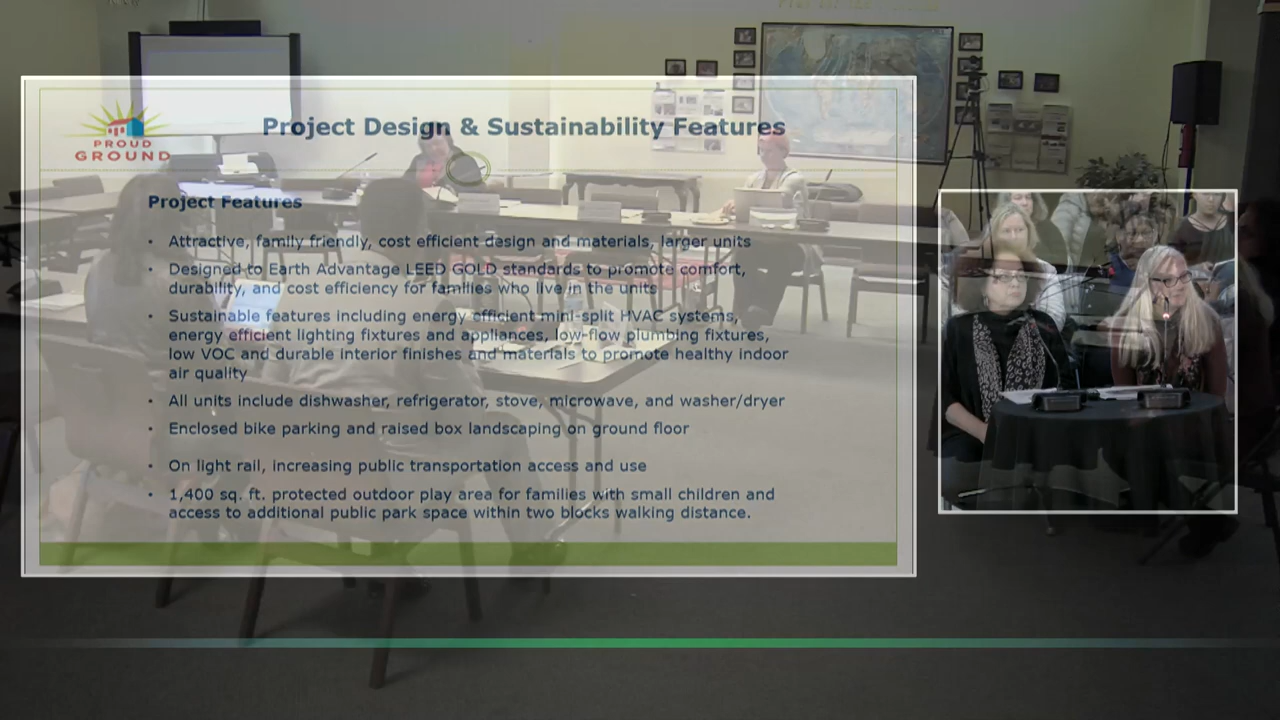 PROUD
GROUND
Project Design & Sustainability Features
Project Features
• Attractive, family friendly, cost efficient design and materials, larger units
• Designed to Earth Advantage LEED GOLD standards to promote comfort,
durability, and cost efficiency for families who live in the units
• Sustainable features including energy efficient mini-split HVAC systems,
energy efficient lighting fixtures and appliances, low-flow plumbing fixtures,
low VOC and durable interior finishes and materials to promote healthy indoor
air quality
• All units include dishwasher, refrigerator, stove, microwave, and washer/dryer
• Enclosed bike parking and raised box landscaping on ground floor
• On light rail, increasing public transportation access and use
• 1,400 sq. ft. protected outdoor play area for families with small children and
access to additional public park space within two blocks walking distance.